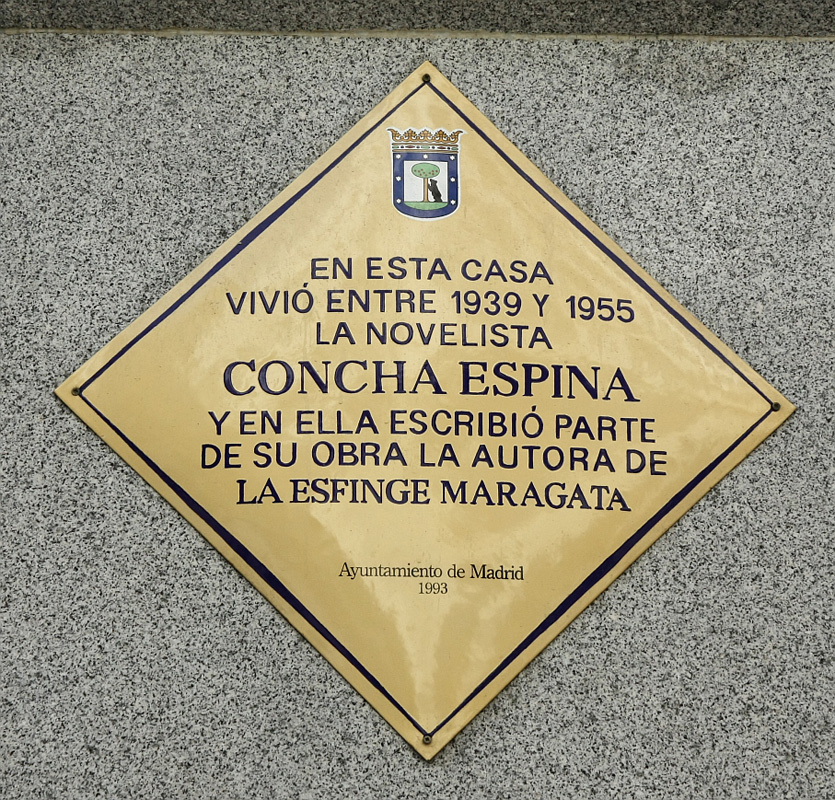 EN ESTA CASA
VIVIÓ ENTRE 1939 Y 1955
LA NOVELISTA
CONCHA ESPINA
Y EN ELLA ESCRIBIÓ PARTE
DE SU OBRA LA AUTORA DE
LA ESFINGE MARAGATA
Ayuntamiento de Madrid
1993